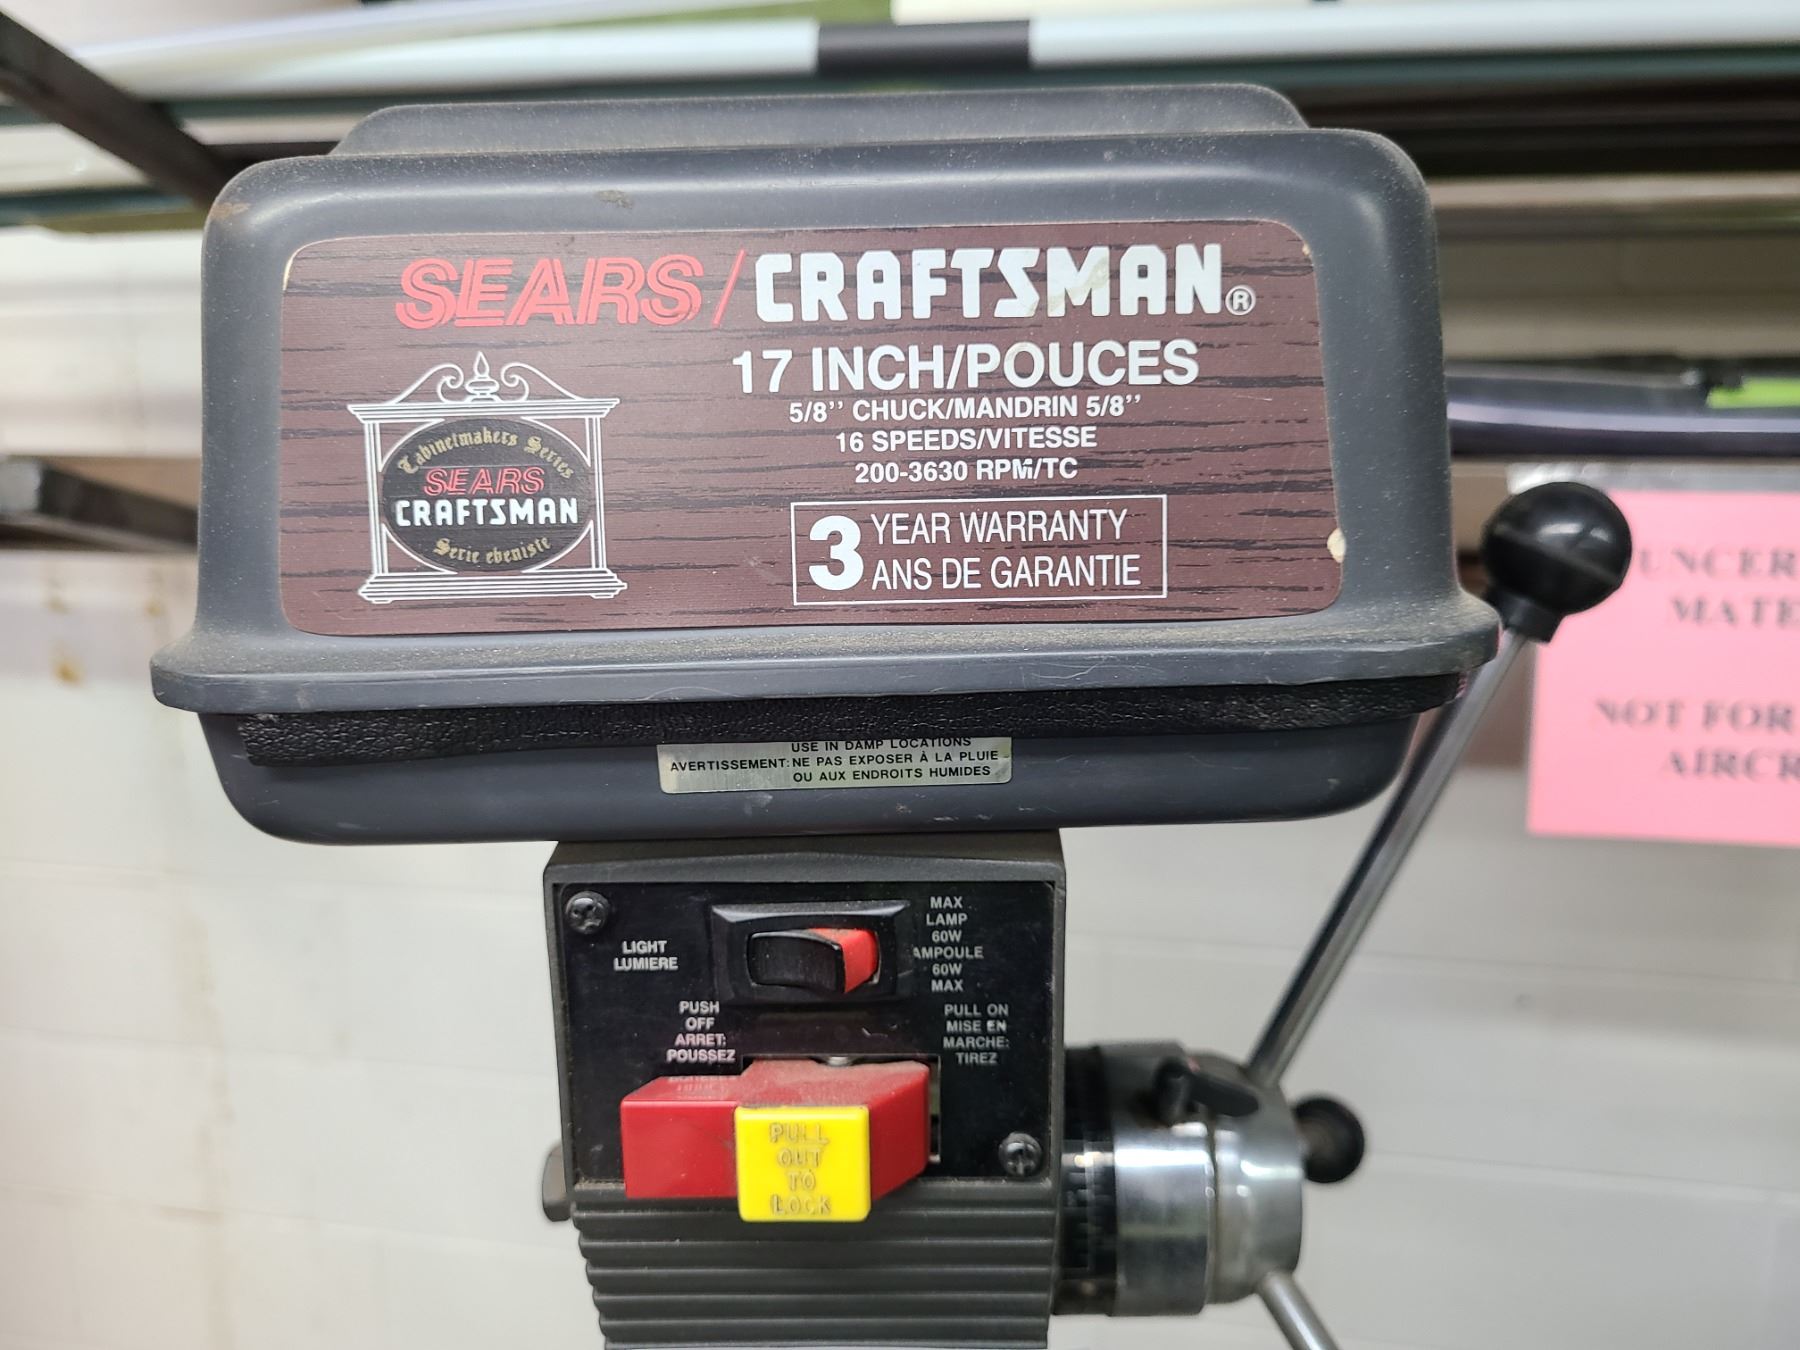 SEARS/CRAFTSMAN®
17 INCH/POUCES
5/8'' CHUCK/MANDRIN 5/8''
16 SPEEDS/VITESSE
200-3630 RPM/TC
3 YEAR WARRANTY
ANS DE GARANTIE
Cabinetmakers Series
SEARS
CRAFTSMAN
Serie ebeniste
USE IN DAMP LOCATIONS
AVERTISSEMENT: NE PAS EXPOSER À LA PLUIE
OU AUX ENDROITS HUMIDES
LIGHT
LUMIERE
MAX
LAMP
60W
AMPOULE
60W
MAX
PUSH
OFF
ARRET:
POUSSEZ
PULL ON
MISE EN
MARCHE:
TIREZ
PULL
OUT
TO
LOCK
NOT FOR